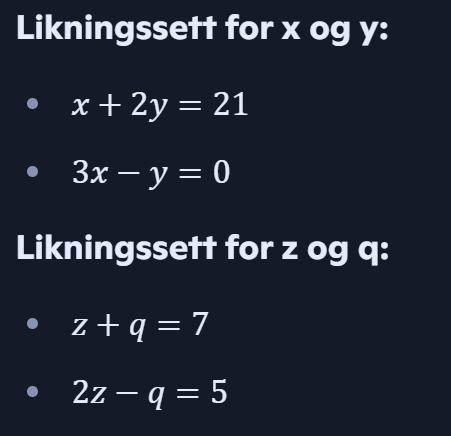 Likningssett for x og y:
• x + 2y = 21
• 3x − y = 0
Likningssett for z og q:
• z + q = 7
• 2z − q = 5